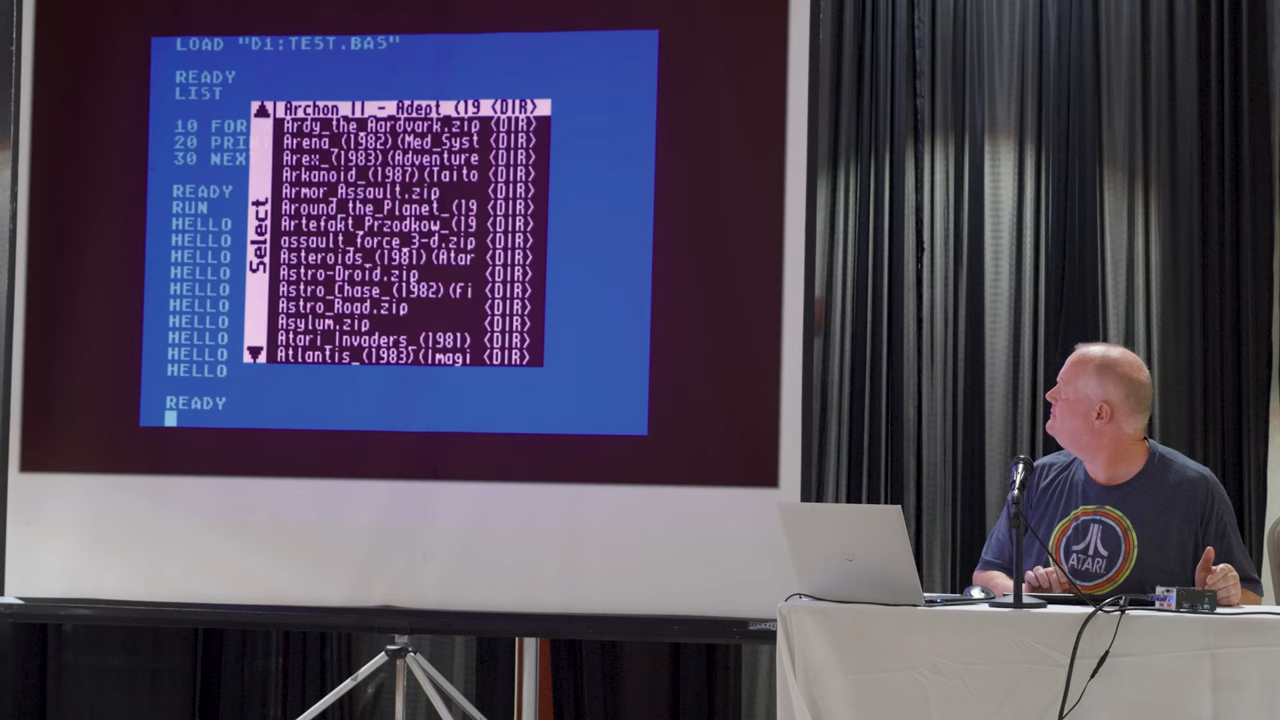 LOAD "D1:TEST.BAS"
READY
LIST
10 FOR
20 PRI
30 NEX
READY
RUN
HELLO
HELLO
HELLO
HELLO
HELLO
HELLO
HELLO
HELLO
HELLO
HELLO
READY
Select
Archon II - Adept (19 <DIR>
Ardy_the_Aardvark.zip <DIR>
Arena_(1982)(Med_Syst <DIR>
Arex_(1983)(Adventure <DIR>
Arkanoid_(1987)(Taito <DIR>
Armor_Assault.zip <DIR>
Around_the_Planet_(19 <DIR>
Artefakt_Przodkow_(19 <DIR>
assault_force_3-d.zip <DIR>
Asteroids_(1981)(Atar <DIR>
Astro-Droid.zip <DIR>
Astro_Chase_(1982)(Fi <DIR>
Astro_Road.zip <DIR>
Asylum.zip <DIR>
Atari_Invaders_(1981) <DIR>
Atlantis_(1983)(Imagi <DIR>
ATARI